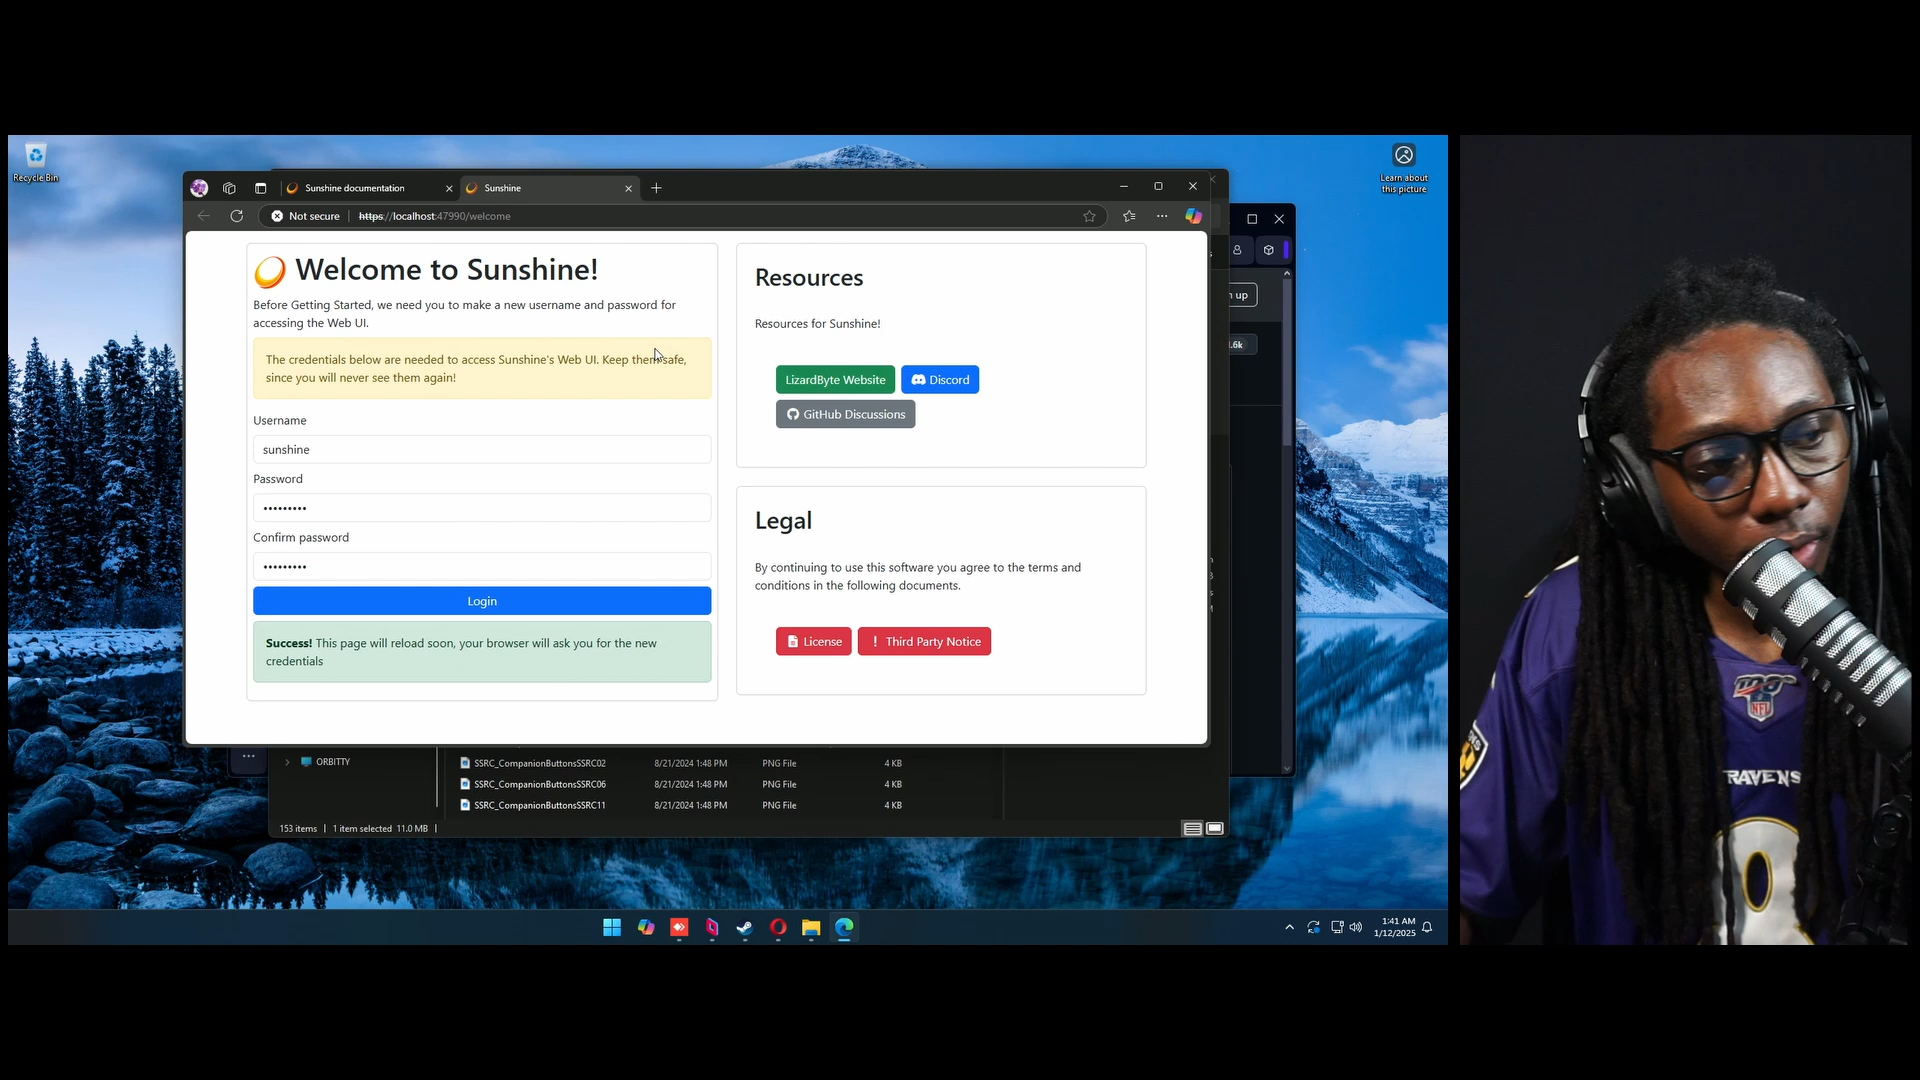 Recycle Bin
Learn about
this picture
Sunshine documentation
Sunshine
Not secure
https://localhost:47990/welcome
Welcome to Sunshine!
Before Getting Started, we need you to make a new username and password for
accessing the Web UI.
The credentials below are needed to access Sunshine's Web UI. Keep them safe,
since you will never see them again!
Username
sunshine
Password
•••••••••
Confirm password
•••••••••
Login
Success! This page will reload soon, your browser will ask you for the new
credentials
Resources
Resources for Sunshine!
LizardByte Website
Discord
GitHub Discussions
Legal
By continuing to use this software you agree to the terms and
conditions in the following documents.
License
Third Party Notice
up
.6k
ORBITTY
SSRC_CompanionButtonsSSRC02 8/21/2024 1:48 PM PNG File 4 KB
SSRC_CompanionButtonsSSRC06 8/21/2024 1:48 PM PNG File 4 KB
SSRC_CompanionButtonsSSRC11 8/21/2024 1:48 PM PNG File 4 KB
153 items | 1 item selected 11.0 MB |
1:41 AM
1/12/2025
NFL
RAVENS